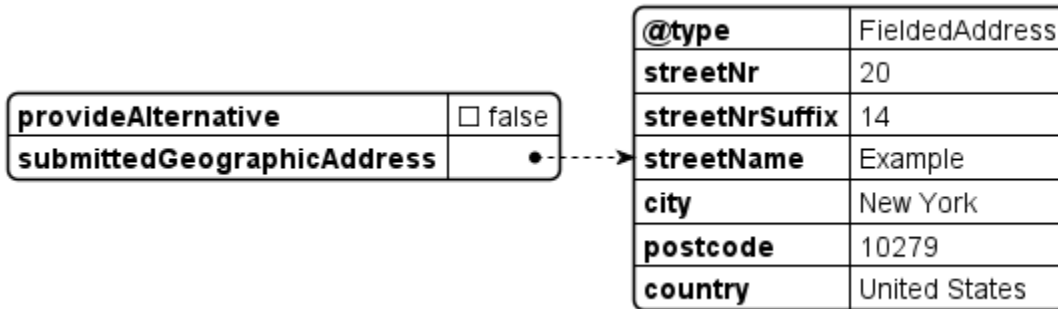 provideAlternative ☐ false
submittedGeographicAddress
@type FieldedAddress
streetNr 20
streetNrSuffix 14
streetName Example
city New York
postcode 10279
country United States